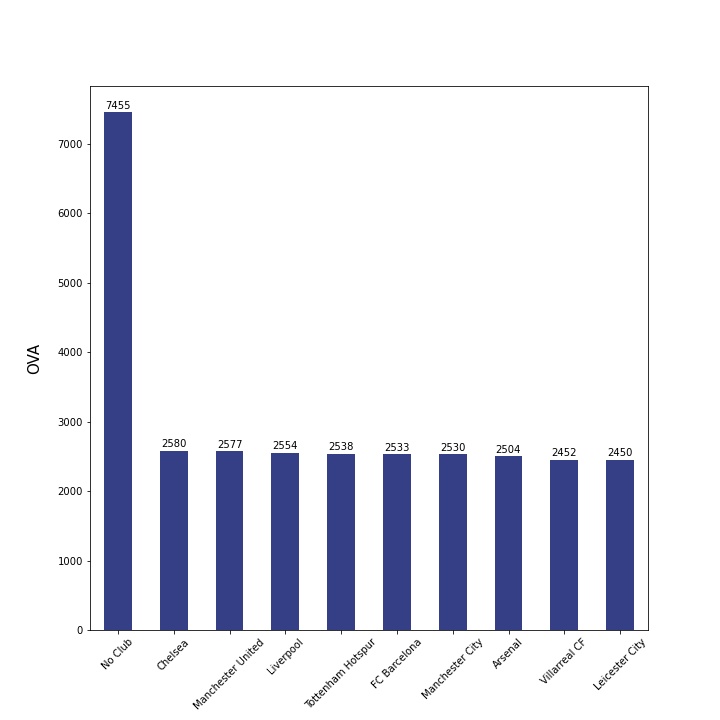 7455
7000
6000
5000
4000
3000
2000
1000
0
OVA
2580
2577
2554
2538
2533
2530
2504
2452
2450
No Club
Chelsea
Manchester United
Liverpool
Tottenham Hotspur
FC Barcelona
Manchester City
Arsenal
Villarreal CF
Leicester City